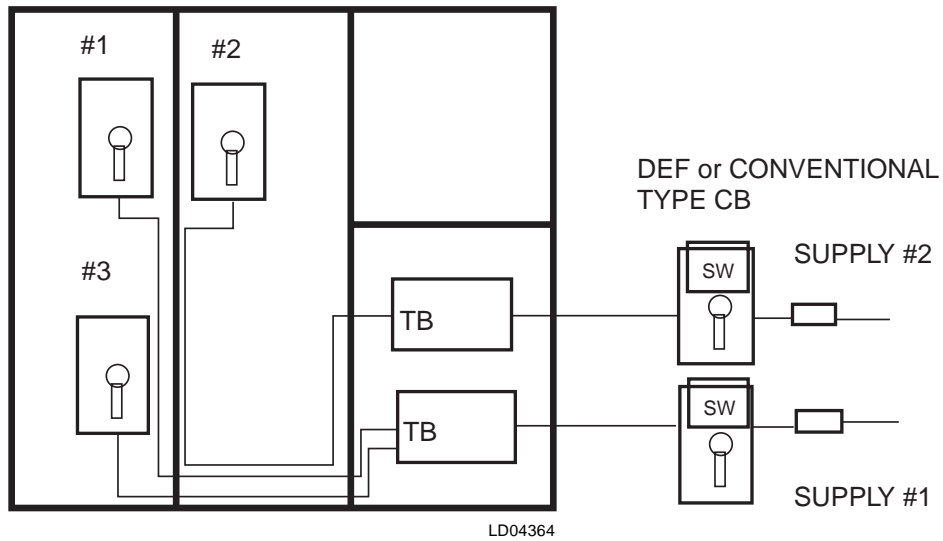 #1
#2
DEF or CONVENTIONAL
TYPE CB
SUPPLY #2
SW
#3
TB
SW
TB
SUPPLY #1
LD04364